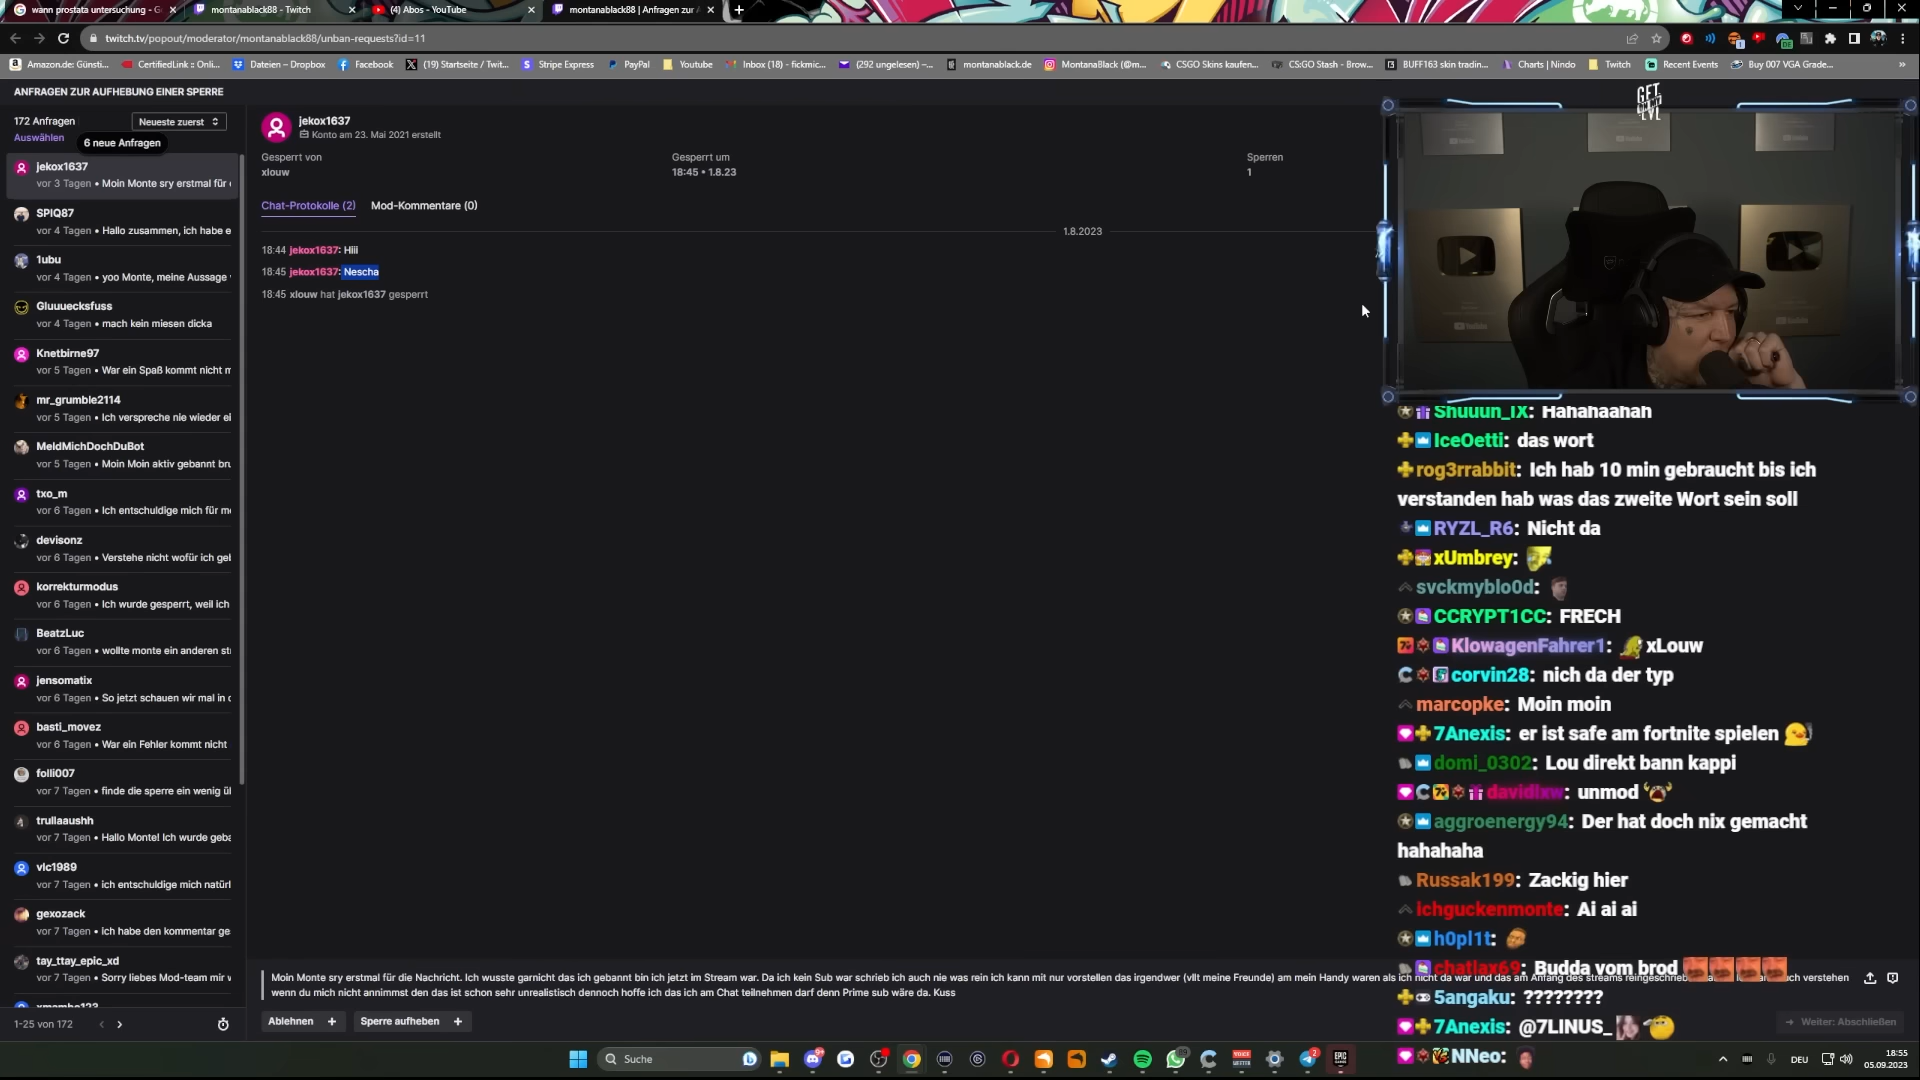 wann prostata untersuchung - G
montanablack88 - Twitch
(4) Abos - YouTube
montanablack88 | Anfragen zur A
twitch.tv/popout/moderator/montanablack88/unban-requests?id=11
Amazon.de: Günsti...
CertifiedLink :: Onli...
Dateien – Dropbox
Facebook
(19) Startseite / Twit...
Stripe Express
PayPal
Youtube
Inbox (18) - fickmic...
(292 ungelesen) –...
montanablack.de
MontanaBlack (@m...
CSGO Skins kaufen...
CS:GO Stash - Brow...
BUFF163 skin tradin...
Charts | Nindo
Twitch
Recent Events
Buy 007 VGA Grade...
ANFRAGEN ZUR AUFHEBUNG EINER SPERRE
172 Anfragen
Neueste zuerst
Auswählen
6 neue Anfragen
jekox1637
vor 3 Tagen • Moin Monte sry erstmal für
SPIQ87
vor 4 Tagen • Hallo zusammen, ich habe e
1ubu
vor 4 Tagen • yoo Monte, meine Aussage
Gluuuecksfuss
vor 4 Tagen • mach kein miesen dicka
Knetbirne97
vor 5 Tagen • War ein Spaß kommt nicht m
mr_grumble2114
vor 5 Tagen • Ich verspreche nie wieder ei
MeldMichDochDuBot
vor 5 Tagen • Moin Moin aktiv gebannt bru
txo_m
vor 6 Tagen • Ich entschuldige mich für m
devisonz
vor 6 Tagen • Verstehe nicht wofür ich gel
korrekturmodus
vor 6 Tagen • Ich wurde gesperrt, weil ich
BeatzLuc
vor 6 Tagen • wollte monte ein anderen str
jensomatix
vor 6 Tagen • So jetzt schauen wir mal in
basti_movez
vor 6 Tagen • War ein Fehler kommt nicht
folli007
vor 7 Tagen • finde die sperre ein wenig ü
trullaaushh
vor 7 Tagen • Hallo Monte! Ich wurde geba
vlc1989
vor 7 Tagen • ich entschuldige mich natür
gexozack
vor 7 Tagen • ich habe den kommentar ge
tay_ttay_epic_xd
vor 7 Tagen • Sorry liebes Mod-team mir
1-25 von 172
jekox1637
Konto am 23. Mai 2021 erstellt
Gesperrt von
xlouw
Gesperrt um
18:45 • 1.8.23
Sperren
1
Chat-Protokolle (2)
Mod-Kommentare (0)
1.8.2023
18:44 jekox1637: Hiii
18:45 jekox1637: Nescha
18:45 xlouw hat jekox1637 gesperrt
Moin Monte sry erstmal für die Nachricht. Ich wusste garnicht das ich gebannt bin ich jetzt im Stream war. Da ich kein Sub war schrieb ich auch nie was rein ich kann mit nur vorstellen das irgendwer (vllt meine Freunde) am mein Handy waren als ich nicht da war und das am Anfang des streams reingeschrieb
verstehen
wenn du mich nicht annimmst den das ist schon sehr unrealistisch dennoch hoffe ich das ich am Chat teilnehmen darf denn Prime sub wäre da. Kuss
Ablehnen +
Sperre aufheben +
Weiter: Abschließen
Shuuun_IX: Hahahaahah
IceOetti: das wort
rog3rrabbit: Ich hab 10 min gebraucht bis ich
verstanden hab was das zweite Wort sein soll
RYZL_R6: Nicht da
xUmbrey:
svckmyblo0d:
CCRYPT1CC: FRECH
KlowagenFahrer1: xLouw
corvin28: nich da der typ
marcopke: Moin moin
7Anexis: er ist safe am fortnite spielen
domi_0302: Lou direkt bann kappi
davidlxw: unmod
aggroenergy94: Der hat doch nix gemacht
hahahaha
Russak199: Zackig hier
ichguckenmonte: Ai ai ai
h0pl1t:
chatlax69: Budda vom brod
5angaku: ????????
7Anexis: @7LINUS_
NNeo:
Suche
DEU
18:55
05.09.2023